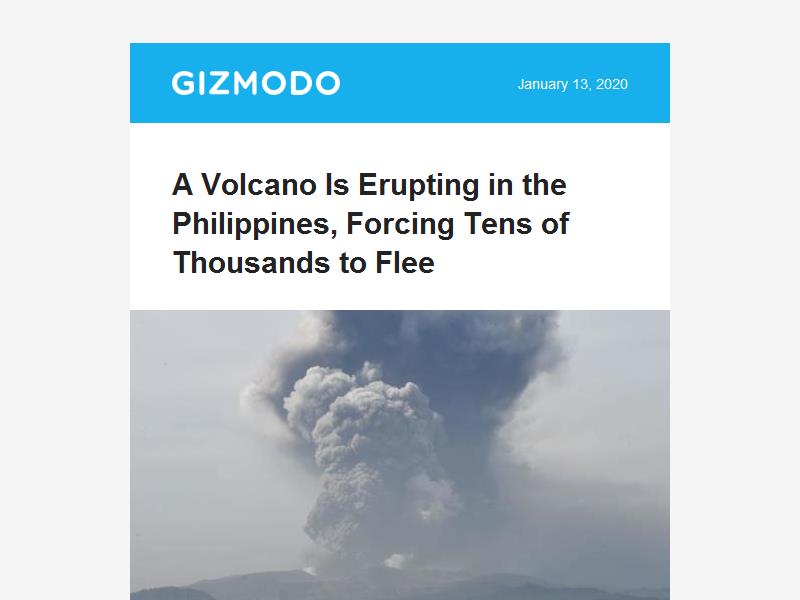 GIZMODO
January 13, 2020
A Volcano Is Erupting in the
Philippines, Forcing Tens of
Thousands to Flee